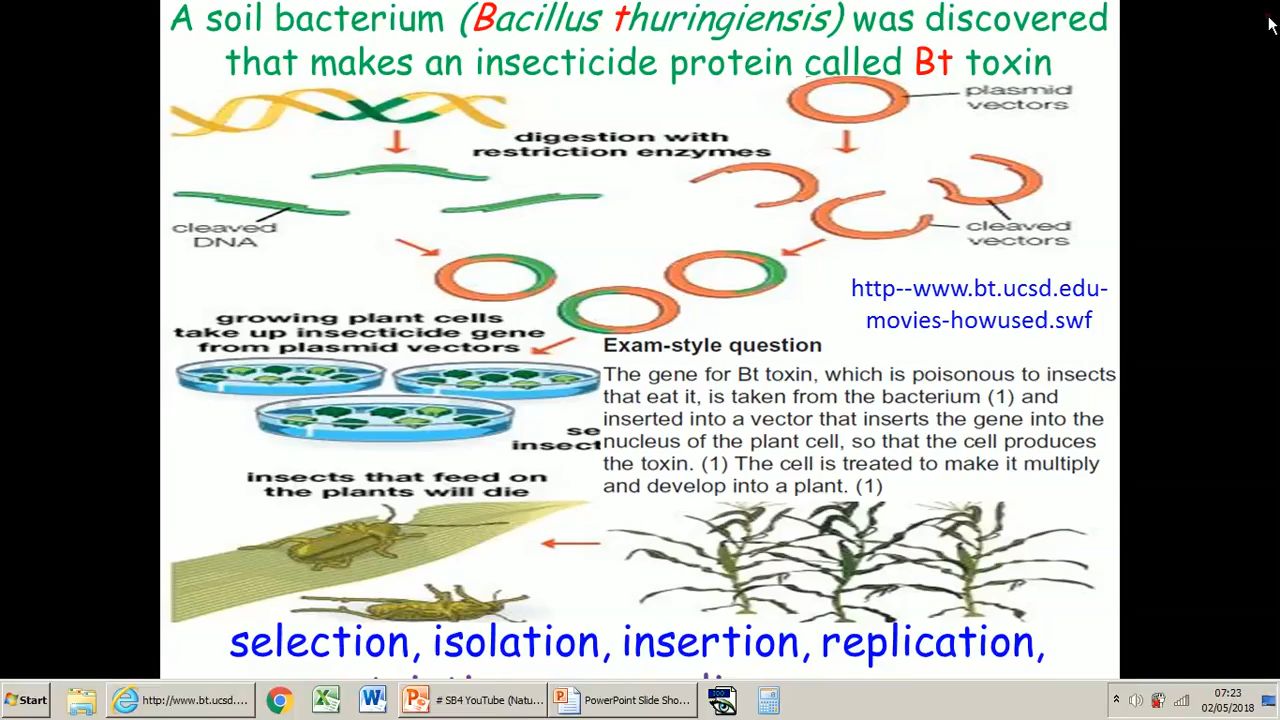 A soil bacterium (Bacillus thuringiensis) was discovered
that makes an insecticide protein called Bt toxin
plasmid
vectors
digestion with
restriction enzymes
cleaved
DNA
cleaved
vectors
http--www.bt.ucsd.edu-
movies-howused.swf
growing plant cells
take up insecticide gene
from plasmid vectors
Exam-style question
The gene for Bt toxin, which is poisonous to insects
that eat it, is taken from the bacterium (1) and
inserted into a vector that inserts the gene into the
nucleus of the plant cell, so that the cell produces
the toxin. (1) The cell is treated to make it multiply
and develop into a plant. (1)
se
insect
insects that feed on
the plants will die
selection, isolation, insertion, replication,
Start
http://www.bt.ucsd....
# SB4 YouTube (Natu...
PowerPoint Slide Sho...
07:23
02/05/2018